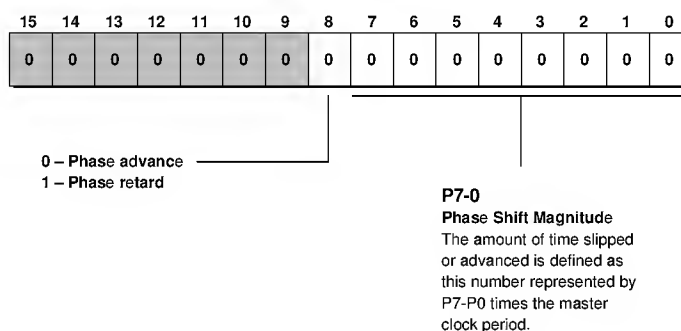 15 14 13 12 11 10 9 8 7 6 5 4 3 2 1 0
0 0 0 0 0 0 0 0 0 0 0 0 0 0 0 0
0 – Phase advance
1 – Phase retard
P7-0
Phase Shift Magnitude
The amount of time slipped
or advanced is defined as
this number represented by
P7-P0 times the master
clock period.